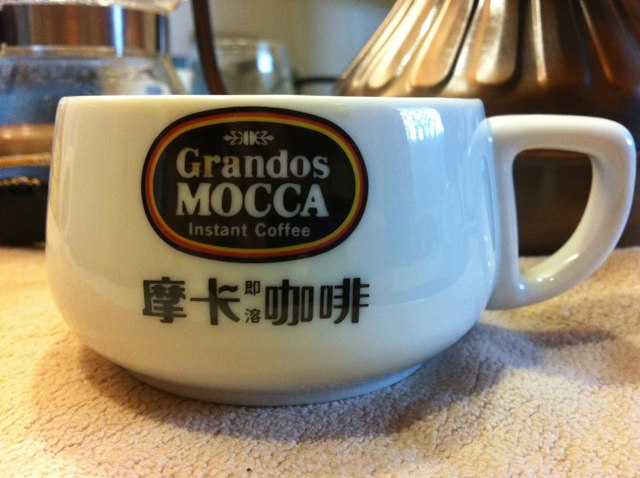 Grandos
MOCCA
Instant Coffee
摩卡即溶咖啡